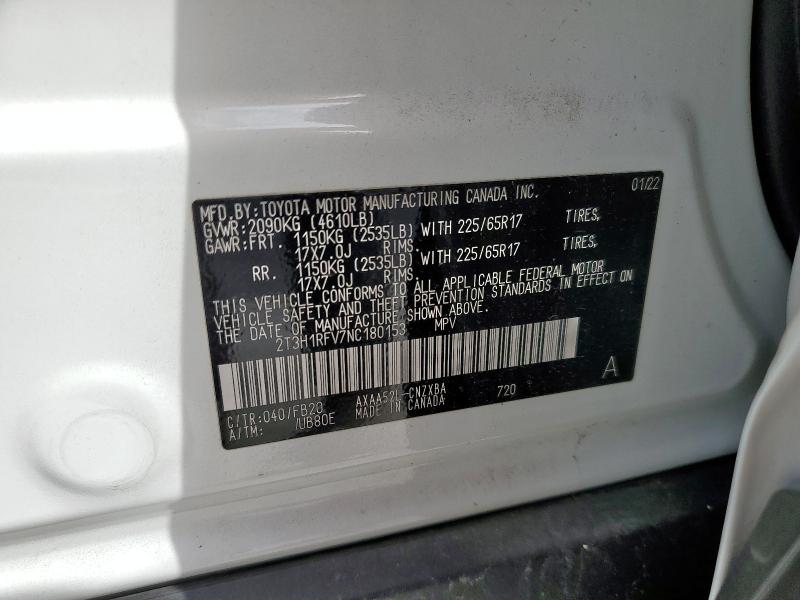 MFD.BY:TOYOTA MOTOR MANUFACTURING CANADA INC. 01/22
GVWR:2090KG (4610LB)
GAWR:FRT. 1150KG (2535LB) WITH 225/65R17 TIRES,
17X7.0J RIMS.
RR. 1150KG (2535LB) WITH 225/65R17 TIRES,
17X7.0J RIMS.
THIS VEHICLE CONFORMS TO ALL APPLICABLE FEDERAL MOTOR
VEHICLE SAFETY AND THEFT PREVENTION STANDARDS IN EFFECT ON
THE DATE OF MANUFACTURE SHOWN ABOVE.
2T3H1RFV7NC180153 MPV
C/TR:040/FB20 AXAA52L-CNZXBA 720 A
A/TM: /UB80E MADE IN CANADA